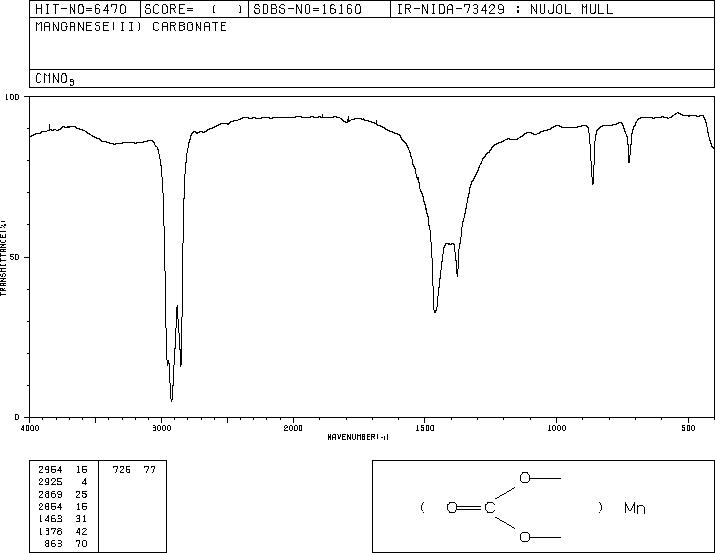 HIT-NO=6470 SCORE= ( ) SDBS-NO=16160 IR-NIDA-73429 : NUJOL MULL
MANGANESE(II) CARBONATE
CMNO3
100
50
0
TRANSMITTANCE(%)
4000 3000 2000 1500 1000 500
WAVENUMBER(-1)
2954 16 726 77
2925 4
2869 25
2854 15
1463 31
1378 42
863 70
( O=C O O ) Mn